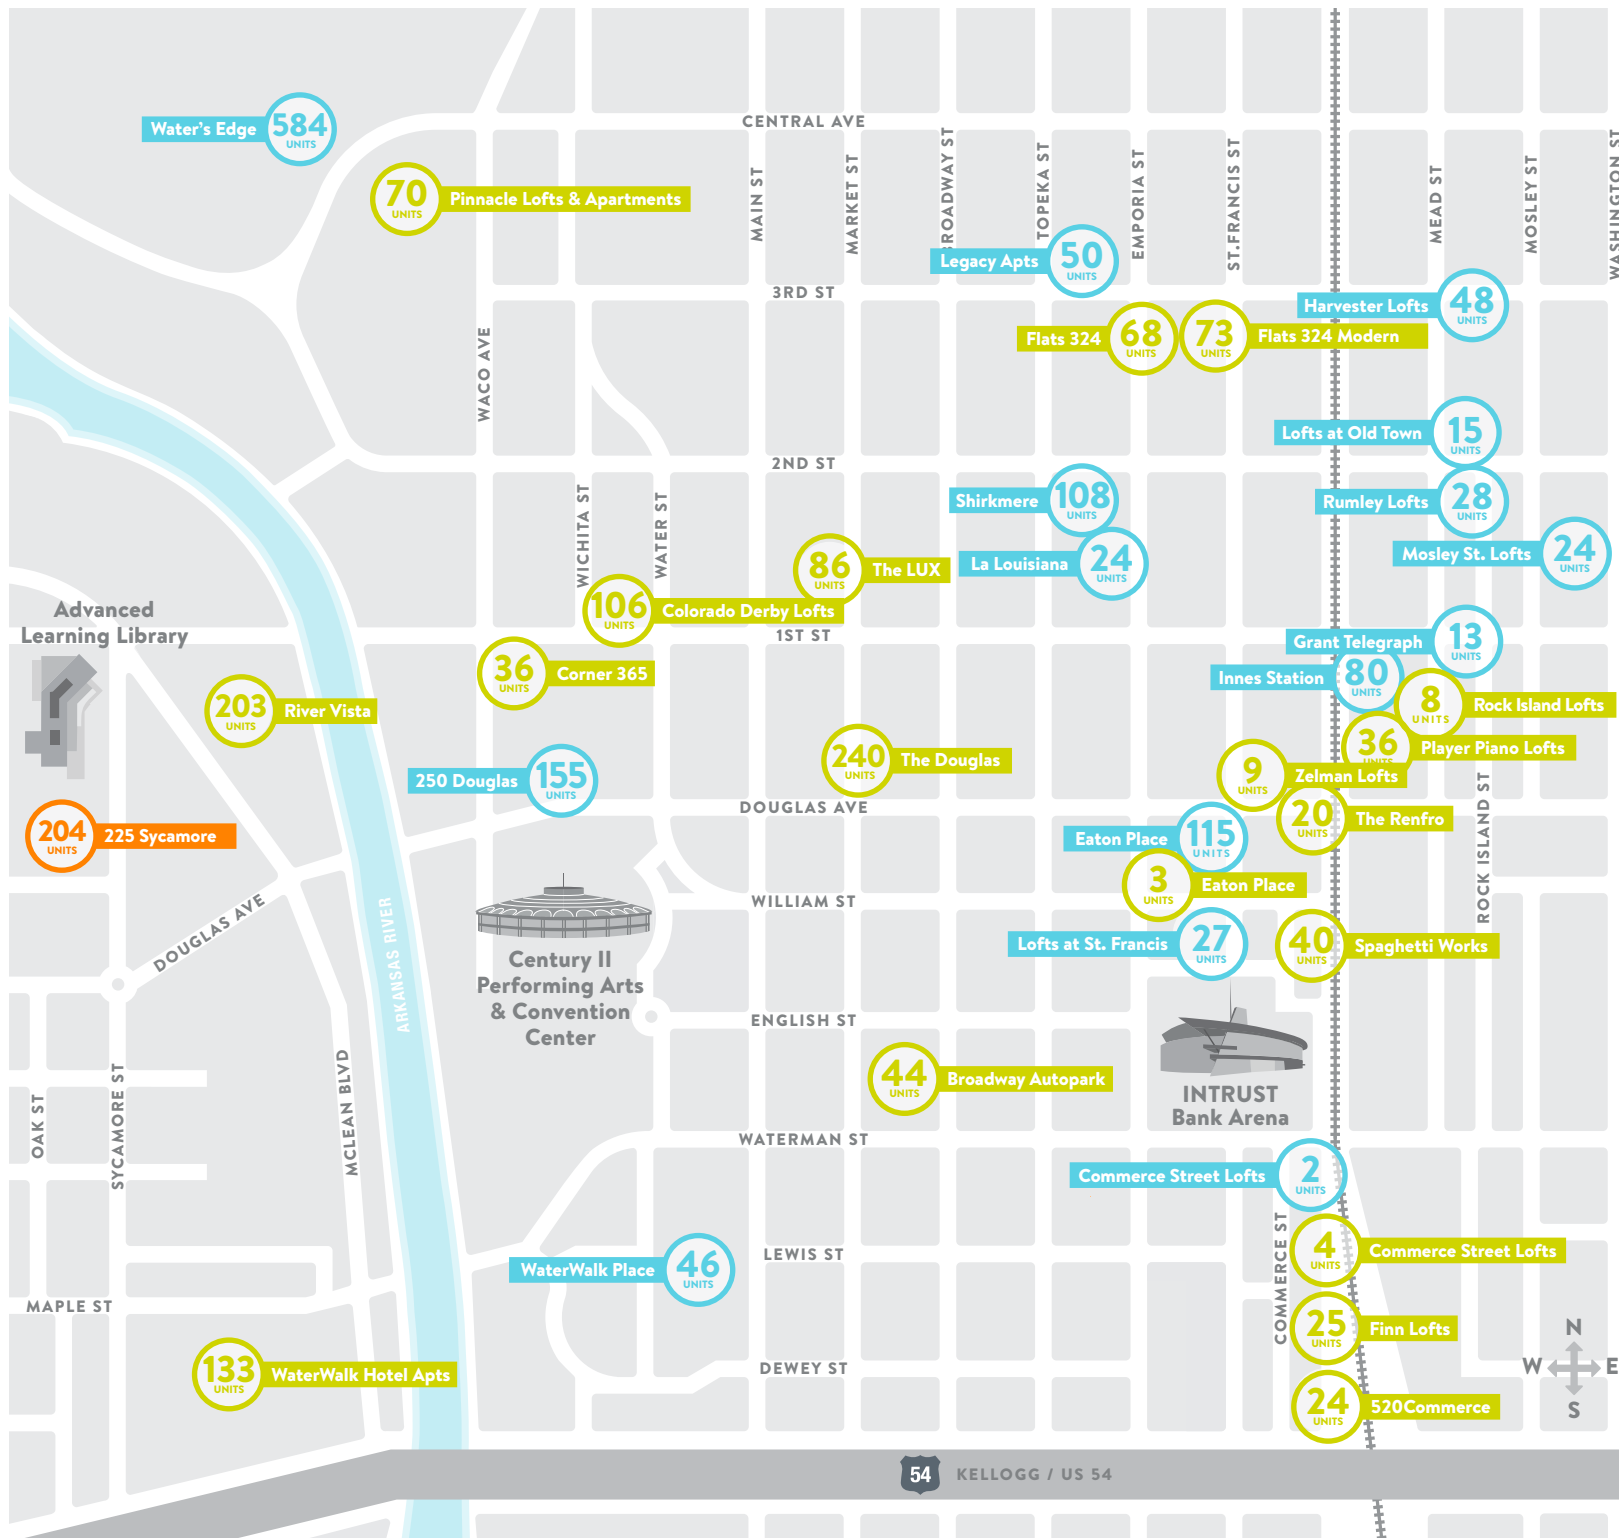 CENTRAL AVE
Water's Edge
584
UNITS
70
UNITS
Pinnacle Lofts & Apartments
MAIN ST
MARKET ST
BROADWAY ST
TOPEKA ST
EMPORIA ST
ST.FRANCIS ST
MEAD ST
MOSLEY ST
WASHINGTON ST
Legacy Apts
50
UNITS
3RD ST
Harvester Lofts
48
UNITS
Flats 324
68
UNITS
73
UNITS
Flats 324 Modern
WACO AVE
Lofts at Old Town
15
UNITS
2ND ST
WICHITA ST
WATER ST
Shirkmere
108
UNITS
Rumley Lofts
28
UNITS
Mosley St. Lofts
24
UNITS
La Louisiana
24
UNITS
86
UNITS
The LUX
106
UNITS
Colorado Derby Lofts
1ST ST
Advanced
Learning Library
Grant Telegraph
13
UNITS
Innes Station
80
UNITS
36
UNITS
Corner 365
203
UNITS
River Vista
8
UNITS
Rock Island Lofts
36
UNITS
Player Piano Lofts
240
UNITS
The Douglas
250 Douglas
155
UNITS
9
UNITS
Zelman Lofts
DOUGLAS AVE
20
UNITS
The Renfro
204
UNITS
225 Sycamore
Eaton Place
115
UNITS
ROCK ISLAND ST
3
UNITS
Eaton Place
WILLIAM ST
DOUGLAS AVE
ARKANSAS RIVER
Lofts at St. Francis
27
UNITS
40
UNITS
Spaghetti Works
Century II
Performing Arts
& Convention
Center
ENGLISH ST
44
UNITS
Broadway Autopark
INTRUST
Bank Arena
OAK ST
SYCAMORE ST
MCLEAN BLVD
WATERMAN ST
Commerce Street Lofts
2
UNITS
COMMERCE ST
4
UNITS
Commerce Street Lofts
LEWIS ST
WaterWalk Place
46
UNITS
MAPLE ST
25
UNITS
Finn Lofts
N
W
E
S
DEWEY ST
133
UNITS
WaterWalk Hotel Apts
24
UNITS
520Commerce
54
KELLOGG / US 54